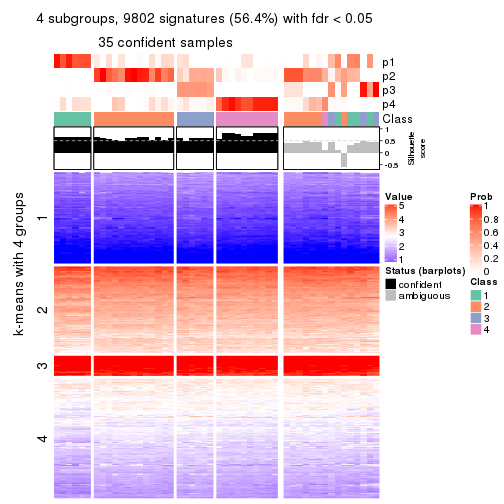 4 subgroups, 9802 signatures (56.4%) with fdr < 0.05
35 confident samples
p1
p2
p3
p4
Class
1
0.5
0
-0.5
Silhouette
score
k-means with 4 groups
1
2
3
4
Value
5
4
3
2
1
Prob
1
0.8
0.6
0.4
0.2
0
Status (barplots)
confident
ambiguous
Class
1
2
3
4